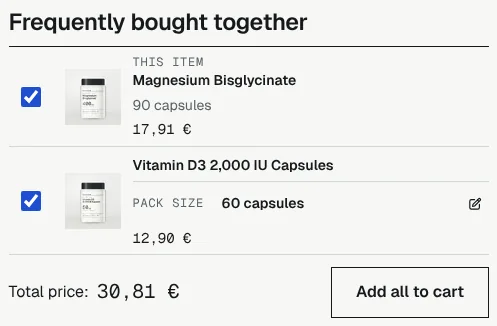 Frequently bought together
THIS ITEM
Magnesium Bisglycinate
90 capsules
17,91 €
Vitamin D3 2,000 IU Capsules
PACK SIZE 60 capsules
12,90 €
Total price: 30,81 €
Add all to cart